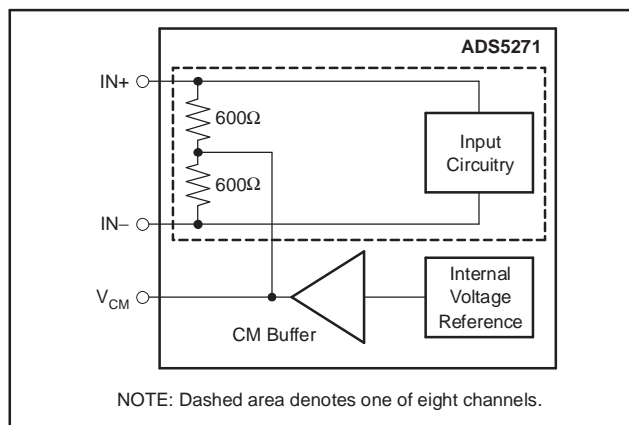 ADS5271
IN+
600Ω
600Ω
Input
Circuitry
IN–
VCM
CM Buffer
Internal
Voltage
Reference
NOTE: Dashed area denotes one of eight channels.